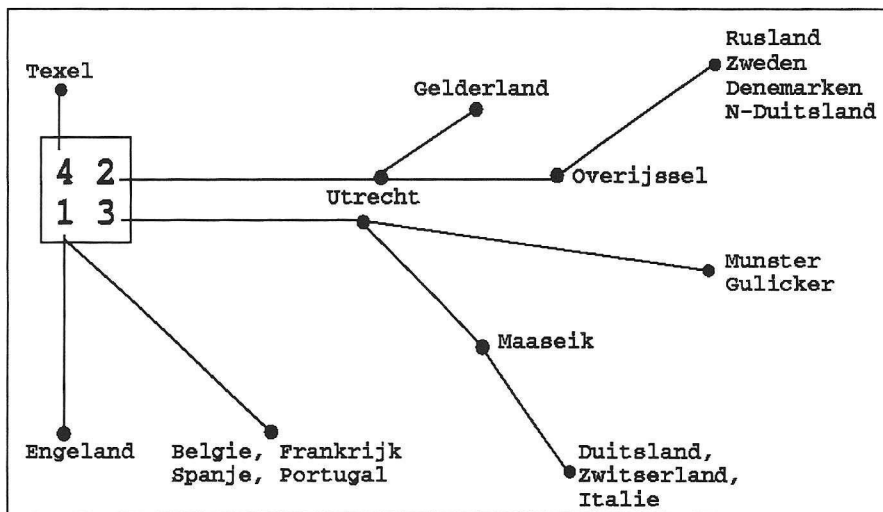 Rusland
Texel
Zweden
Gelderland
Denemarken
N-Duitsland
4 2
Overijssel
Utrecht
1 3
Munster
Gulicker
Maaseik
Engeland
Belgie, Frankrijk
Spanje, Portugal
Duitsland,
Zwitserland,
Italie